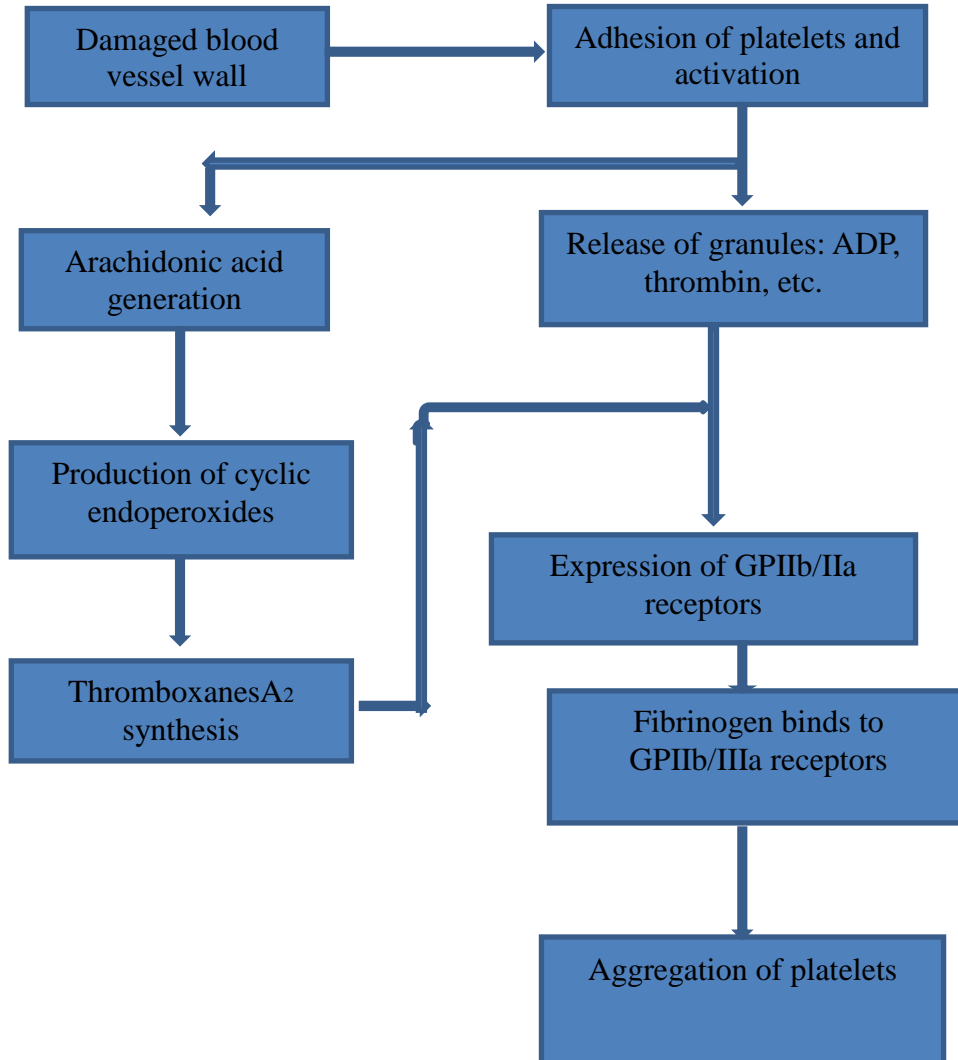 Damaged blood
vessel wall
Adhesion of platelets and
activation
Arachidonic acid
generation
Release of granules: ADP,
thrombin, etc.
Production of cyclic
endoperoxides
Expression of GPIIb/IIa
receptors
ThromboxanesA2
synthesis
Fibrinogen binds to
GPIIb/IIIa receptors
Aggregation of platelets